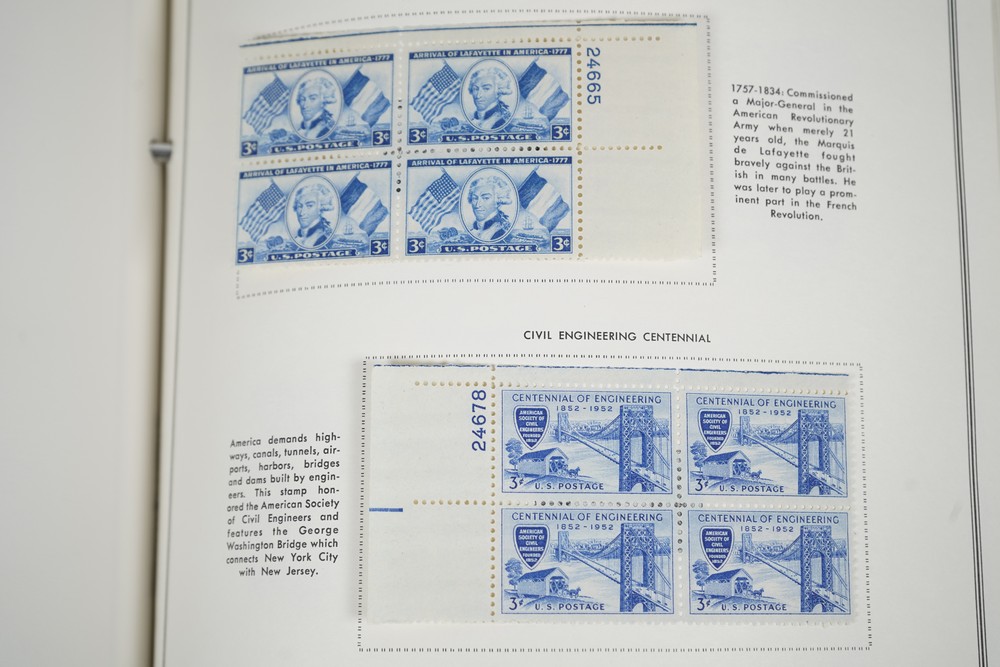 ARRIVAL OF LAFAYETTE IN AMERICA-1777
3¢ U.S. POSTAGE 3¢
ARRIVAL OF LAFAYETTE IN AMERICA-1777
3¢ U.S. POSTAGE 3¢
24665
ARRIVAL OF LAFAYETTE IN AMERICA-1777
3¢ U.S. POSTAGE 3¢
ARRIVAL OF LAFAYETTE IN AMERICA-1777
3¢ U.S. POSTAGE 3¢
1757-1834: Commissioned
a Major-General in the
American Revolutionary
Army when merely 21
years old, the Marquis
de Lafayette fought
bravely against the Brit-
ish in many battles. He
was later to play a prom-
inent part in the French
Revolution.
CIVIL ENGINEERING CENTENNIAL
America demands high-
ways, canals, tunnels, air-
ports, harbors, bridges
and dams built by engin-
eers. This stamp hon-
ored the American Society
of Civil Engineers and
features the George
Washington Bridge which
connects New York City
with New Jersey.
24678
CENTENNIAL OF ENGINEERING
1852-1952
AMERICAN
SOCIETY OF
CIVIL
ENGINEERS
FOUNDED
1852
3¢ U.S. POSTAGE
CENTENNIAL OF ENGINEERING
1852-1952
AMERICAN
SOCIETY OF
CIVIL
ENGINEERS
FOUNDED
1852
3¢ U.S. POSTAGE
CENTENNIAL OF ENGINEERING
1852-1952
AMERICAN
SOCIETY OF
CIVIL
ENGINEERS
FOUNDED
1852
3¢ U.S. POSTAGE
CENTENNIAL OF ENGINEERING
1852-1952
AMERICAN
SOCIETY OF
CIVIL
ENGINEERS
FOUNDED
1852
3¢ U.S. POSTAGE